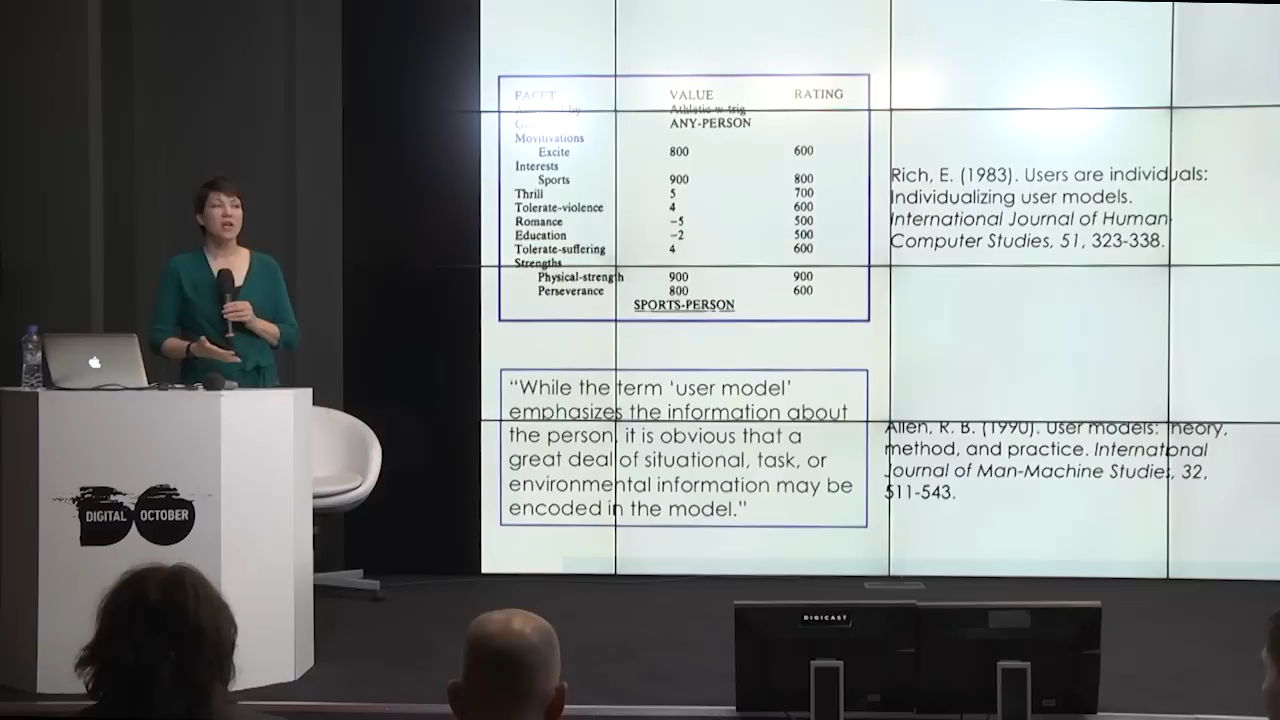 FACET VALUE RATING
by Athletic-w-trig
ANY-PERSON
Movitivations
Excite 800 600
Interests
Sports 900 800
Thrill 5 700
Tolerate-violence 4 600
Romance −5 500
Education −2 500
Tolerate-suffering 4 600
Strengths
Physical-strength 900 900
Perseverance 800 600
SPORTS-PERSON
Rich, E. (1983). Users are individuals:
Individualizing user models.
International Journal of Human-
Computer Studies, 51, 323-338.
“While the term ‘user model’
emphasizes the information about
the person, it is obvious that a
great deal of situational, task, or
environmental information may be
encoded in the model.”
Allen, R. B. (1990). User models: Theory,
method, and practice. International
Journal of Man-Machine Studies, 32,
511-543.
DIGITAL OCTOBER
DIGICAST